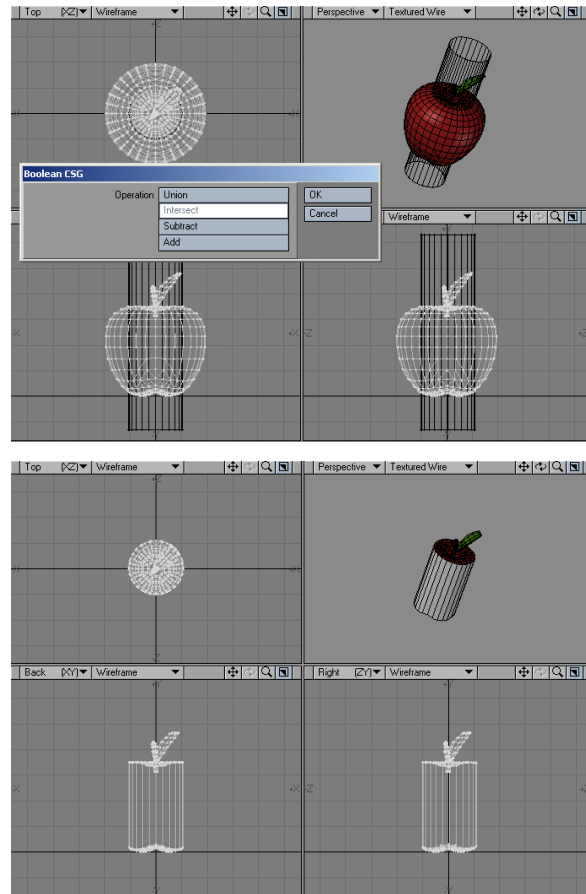 Top (XZ) Wireframe
Perspective Textured Wire
Boolean CSG
Operation Union OK
Intersect Cancel
Subtract
Add
Wireframe
Top (XZ) Wireframe
Perspective Textured Wire
Back (XY) Wireframe
Right (ZY) Wireframe